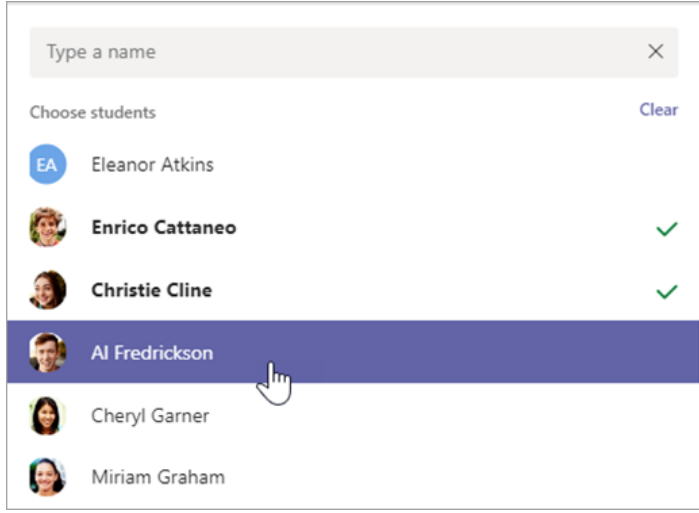 Type a name
Choose students
Clear
EA
Eleanor Atkins
Enrico Cattaneo
Christie Cline
Al Fredrickson
Cheryl Garner
Miriam Graham